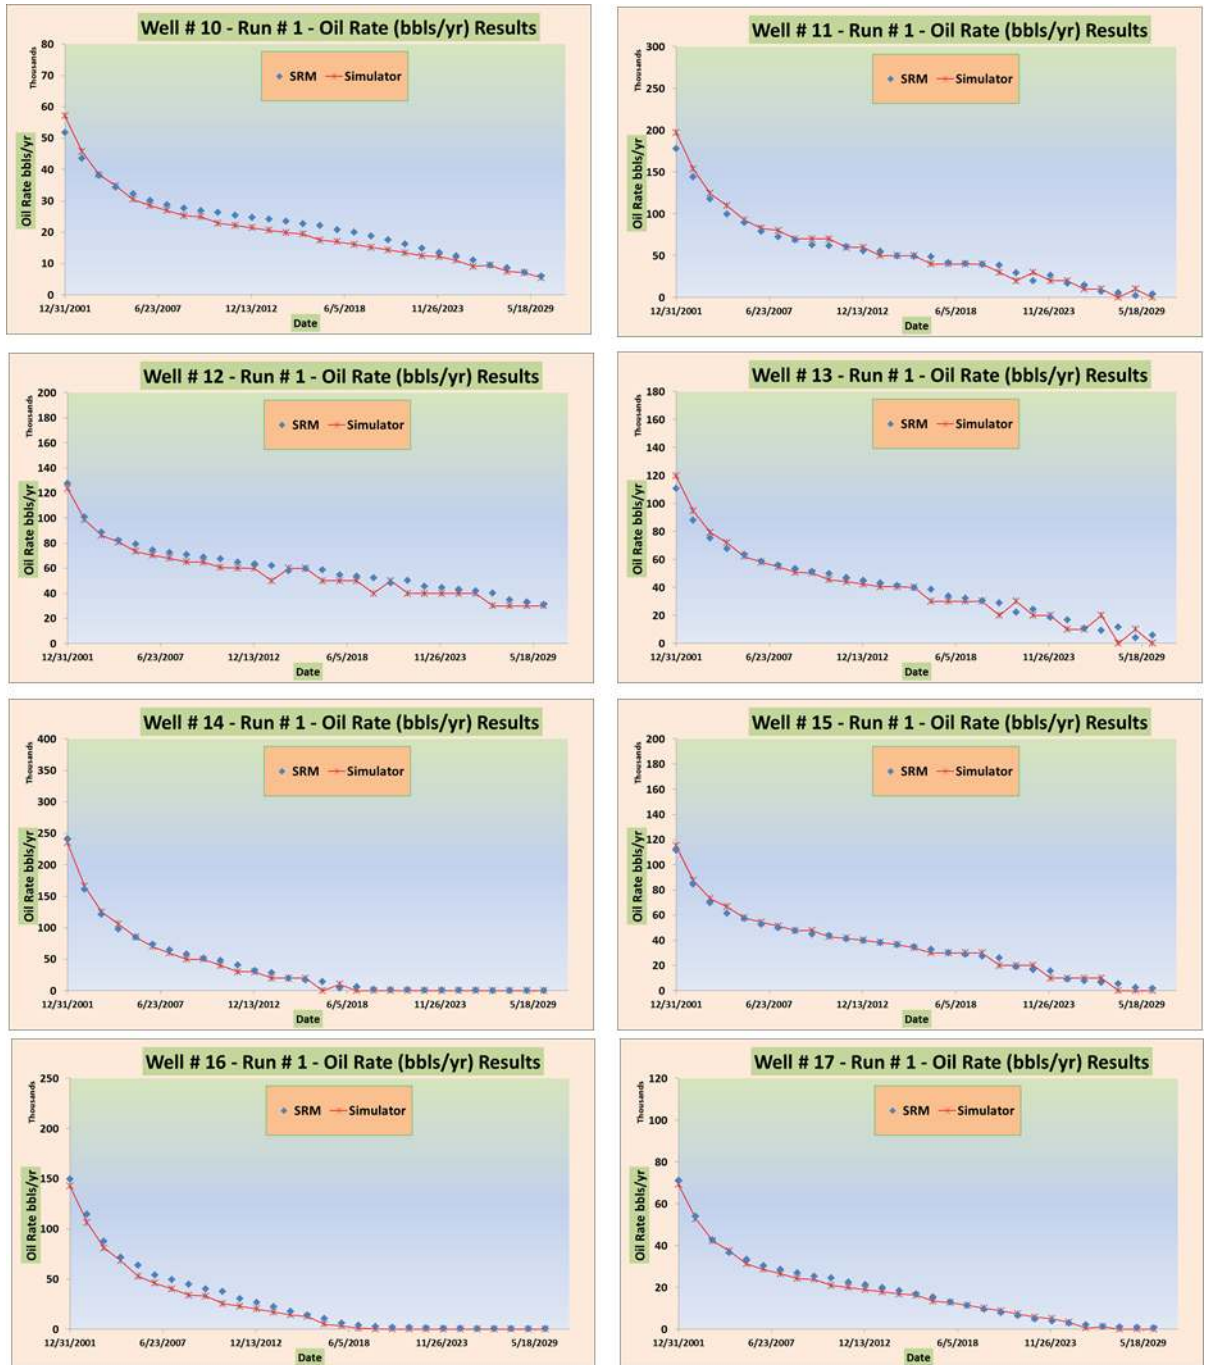 Well # 10 - Run # 1 - Oil Rate (bbls/yr) Results
Thousands
80
70
60
50
40
30
20
10
0
Oil Rate bbls/yr
SRM Simulator
12/31/2001 6/23/2007 12/13/2012 6/5/2018 11/26/2023 5/18/2029
Date
Well # 11 - Run # 1 - Oil Rate (bbls/yr) Results
Thousands
300
250
200
150
100
50
0
Oil Rate bbls/yr
SRM Simulator
12/31/2001 6/23/2007 12/13/2012 6/5/2018 11/26/2023 5/18/2029
Date
Well # 12 - Run # 1 - Oil Rate (bbls/yr) Results
Thousands
200
180
160
140
120
100
80
60
40
20
0
Oil Rate bbls/yr
SRM Simulator
12/31/2001 6/23/2007 12/13/2012 6/5/2018 11/26/2023 5/18/2029
Date
Well # 13 - Run # 1 - Oil Rate (bbls/yr) Results
Thousands
180
160
140
120
100
80
60
40
20
0
Oil Rate bbls/yr
SRM Simulator
12/31/2001 6/23/2007 12/13/2012 6/5/2018 11/26/2023 5/18/2029
Date
Well # 14 - Run # 1 - Oil Rate (bbls/yr) Results
Thousands
400
350
300
250
200
150
100
50
0
Oil Rate bbls/yr
SRM Simulator
12/31/2001 6/23/2007 12/13/2012 6/5/2018 11/26/2023 5/18/2029
Date
Well # 15 - Run # 1 - Oil Rate (bbls/yr) Results
Thousands
200
180
160
140
120
100
80
60
40
20
0
Oil Rate bbls/yr
SRM Simulator
12/31/2001 6/23/2007 12/13/2012 6/5/2018 11/26/2023 5/18/2029
Date
Well # 16 - Run # 1 - Oil Rate (bbls/yr) Results
Thousands
250
200
150
100
50
0
Oil Rate bbls/yr
SRM Simulator
12/31/2001 6/23/2007 12/13/2012 6/5/2018 11/26/2023 5/18/2029
Date
Well # 17 - Run # 1 - Oil Rate (bbls/yr) Results
Thousands
120
100
80
60
40
20
0
Oil Rate bbls/yr
SRM Simulator
12/31/2001 6/23/2007 12/13/2012 6/5/2018 11/26/2023 5/18/2029
Date